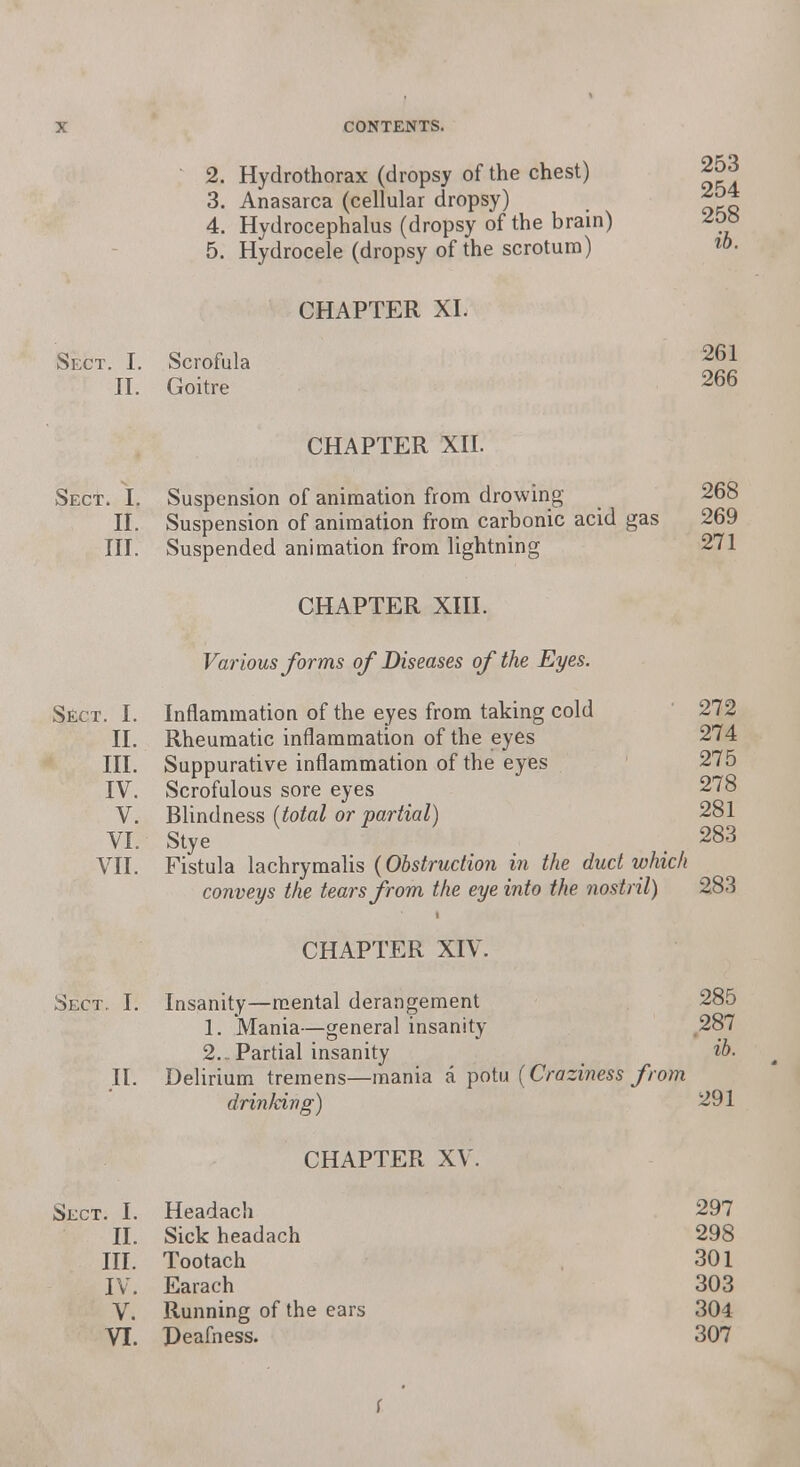 x CONTENTS.
2. Hydrothorax (dropsy of the chest) 253
3. Anasarca (cellular dropsy) 254
4. Hydrocephalus (dropsy of the brain) 258
5. Hydrocele (dropsy of the scrotum) ib.
CHAPTER XI.
Sect. I. Scrofula 261
II. Goitre 266
CHAPTER XII.
Sect. I. Suspension of animation from drowing 268
II. Suspension of animation from carbonic acid gas 269
III. Suspended animation from lightning 271
CHAPTER XIII.
Various forms of Diseases of the Eyes.
Sect. I. Inflammation of the eyes from taking cold 272
II. Rheumatic inflammation of the eyes 274
III. Suppurative inflammation of the eyes 275
IV. Scrofulous sore eyes 278
V. Blindness (total or partial) 281
VI. Stye 283
VII. Fistula lachrymalis (Obstruction in the duct which
conveys the tears from the eye into the nostril) 283
CHAPTER XIV.
Sect. I. Insanity—mental derangement 285
1. Mania—general insanity 287
2. Partial insanity ib.
II. Delirium tremens—mania á potu (Craziness from
drinking) 291
CHAPTER XV.
Sect. I. Headach 297
II. Sick headach 298
III. Tootach 301
IV. Earach 303
V. Running of the ears 304
VI. Deafness. 307